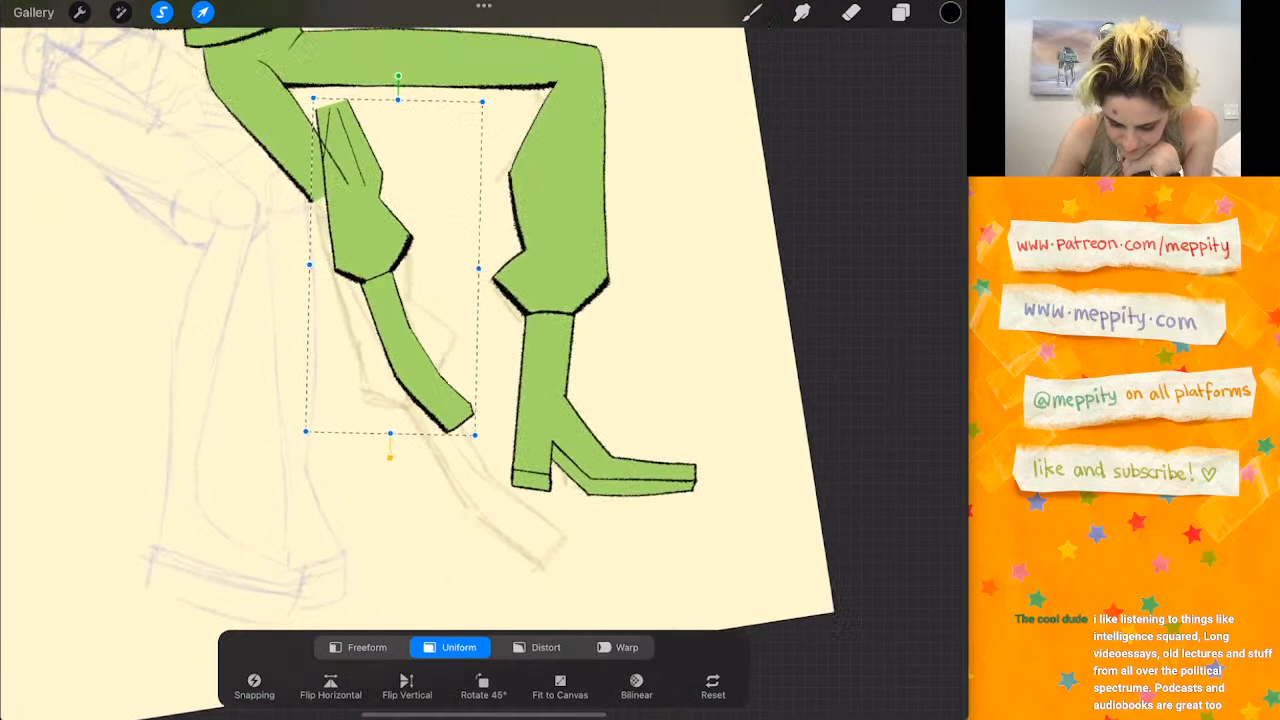 Gallery
www.patreon.com/meppity
www.meppity.com
@meppity on all platforms
like and subscribe! ♡
The cool dude i like listening to things like
intelligence squared, Long
videoessays, old lectures and stuff
from all over the political
spectrume. Podcasts and
audiobooks are great too
Freeform Uniform Distort Warp
Snapping Flip Horizontal Flip Vertical Rotate 45° Fit to Canvas Bilinear Reset